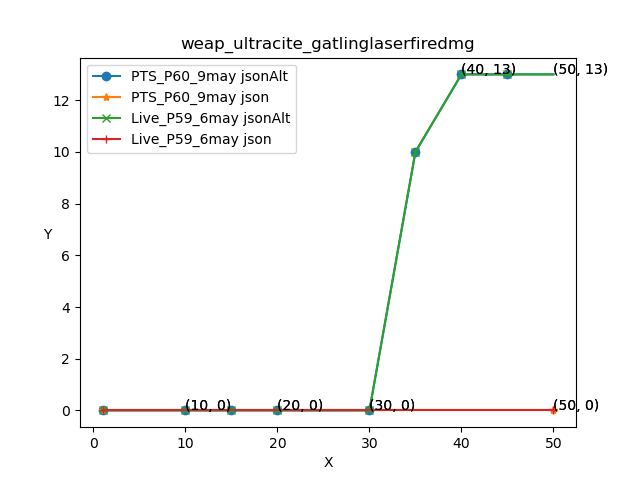 weap_ultracite_gatlinglaserfiredmg
PTS_P60_9may jsonAlt
PTS_P60_9may json
Live_P59_6may jsonAlt
Live_P59_6may json
(40, 13)
(50, 13)
(10, 0)
(20, 0)
(30, 0)
(50, 0)
Y
12
10
8
6
4
2
0
0
10
20
30
40
50
X